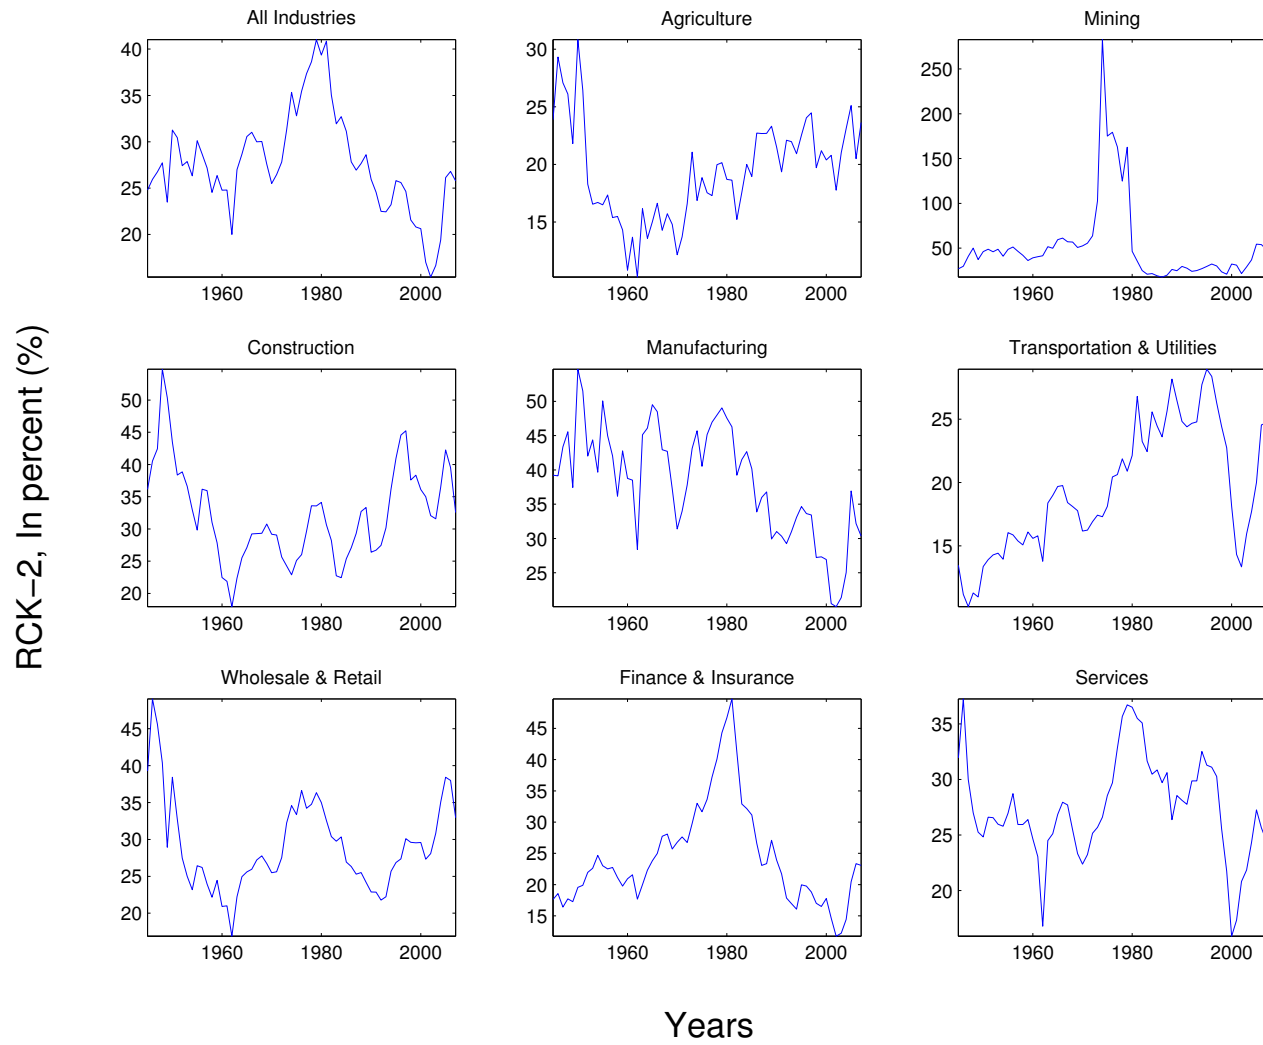 All Industries
40
35
30
25
20
1960 1980 2000
Agriculture
30
25
20
15
1960 1980 2000
Mining
250
200
150
100
50
1960 1980 2000
Construction
50
45
40
35
30
25
20
1960 1980 2000
Manufacturing
50
45
40
35
30
25
1960 1980 2000
Transportation & Utilities
25
20
15
1960 1980 2000
Wholesale & Retail
45
40
35
30
25
20
1960 1980 2000
Finance & Insurance
45
40
35
30
25
20
15
1960 1980 2000
Services
35
30
25
20
1960 1980 2000
RCK−2, In percent (%)
Years